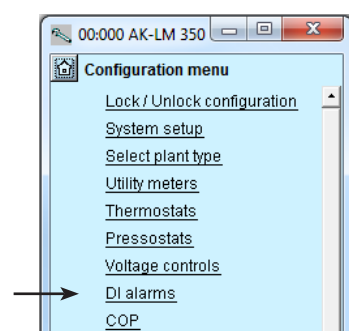 00:000 AK-LM 350
Configuration menu
Lock / Unlock configuration
System setup
Select plant type
Utility meters
Thermostats
Pressostats
Voltage controls
DI alarms
COP